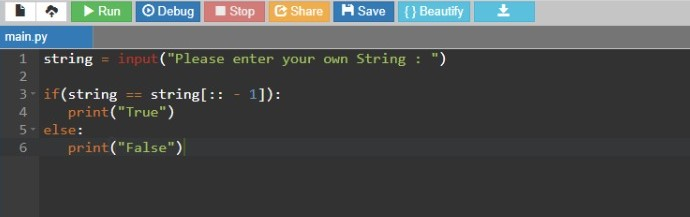 Run Debug Stop Share Save { } Beautify
main.py
1 string = input("Please enter your own String : ")
2
3 if(string == string[:: - 1]):
4    print("True")
5 else:
6    print("False")